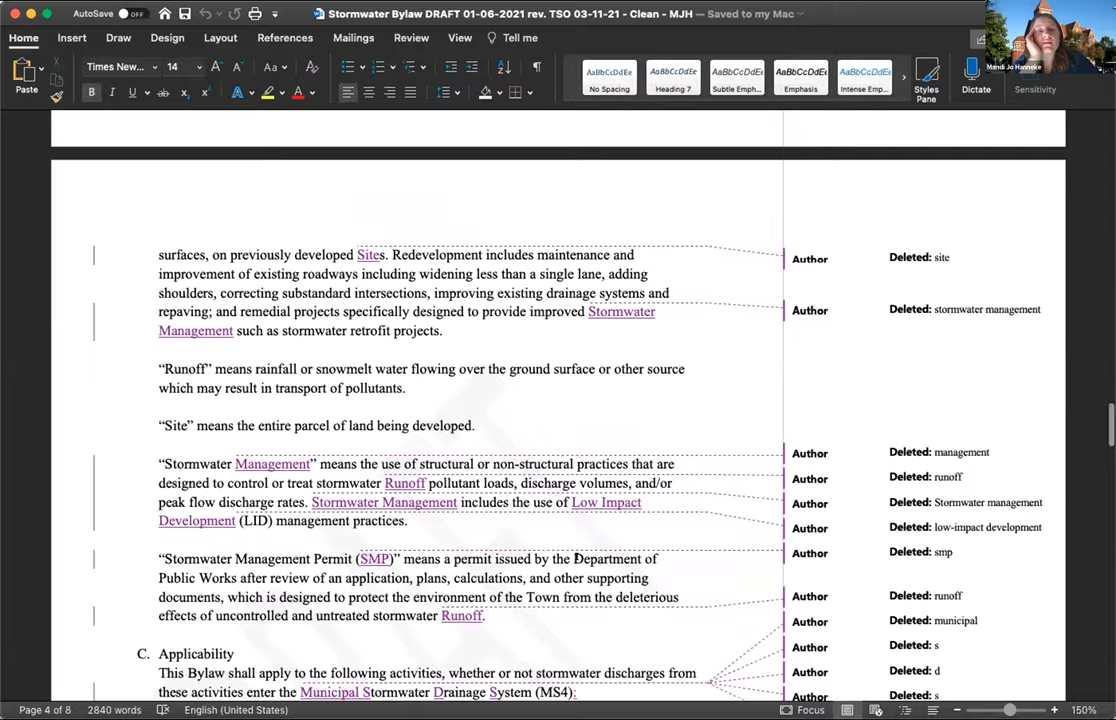 AutoSave OFF
Stormwater Bylaw DRAFT 01-06-2021 rev. TSO 03-11-21 - Clean - MJH — Saved to my Mac
Home Insert Draw Design Layout References Mailings Review View Tell me
Mandi Jo Hanneke
Paste
Times New... 14
AaBbCcDdEe AaBbCcDdEe AaBbCcDdEe AaBbCcDdEe AaBbCcDdEe
No Spacing Heading 7 Subtle Emph... Emphasis Intense Emp...
Styles Pane
Dictate
Sensitivity
surfaces, on previously developed Sites. Redevelopment includes maintenance and
improvement of existing roadways including widening less than a single lane, adding
shoulders, correcting substandard intersections, improving existing drainage systems and
repaving; and remedial projects specifically designed to provide improved Stormwater
Management such as stormwater retrofit projects.
“Runoff” means rainfall or snowmelt water flowing over the ground surface or other source
which may result in transport of pollutants.
“Site” means the entire parcel of land being developed.
“Stormwater Management” means the use of structural or non-structural practices that are
designed to control or treat stormwater Runoff pollutant loads, discharge volumes, and/or
peak flow discharge rates. Stormwater Management includes the use of Low Impact
Development (LID) management practices.
“Stormwater Management Permit (SMP)” means a permit issued by the Department of
Public Works after review of an application, plans, calculations, and other supporting
documents, which is designed to protect the environment of the Town from the deleterious
effects of uncontrolled and untreated stormwater Runoff.
C. Applicability
This Bylaw shall apply to the following activities, whether or not stormwater discharges from
these activities enter the Municipal Stormwater Drainage System (MS4):
Author Deleted: site
Author Deleted: stormwater management
Author Deleted: management
Author Deleted: runoff
Author Deleted: Stormwater management
Author Deleted: low-impact development
Author Deleted: smp
Author Deleted: runoff
Author Deleted: municipal
Author Deleted: s
Author Deleted: d
Author Deleted: s
Page 4 of 8 2840 words English (United States) Focus 150%